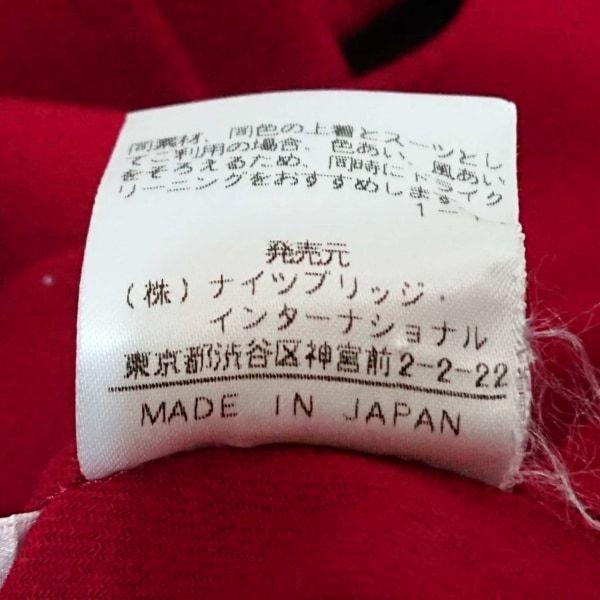 同素材、同色の上着とスーツとし
てご利用の場合、色あい、風あい
をそろえるため、同時にドライク
リーニングをおすすめします
1−
発売元
(株)ナイツブリッジ・
インターナショナル
東京都渋谷区神宮前2-2-22
MADE IN JAPAN